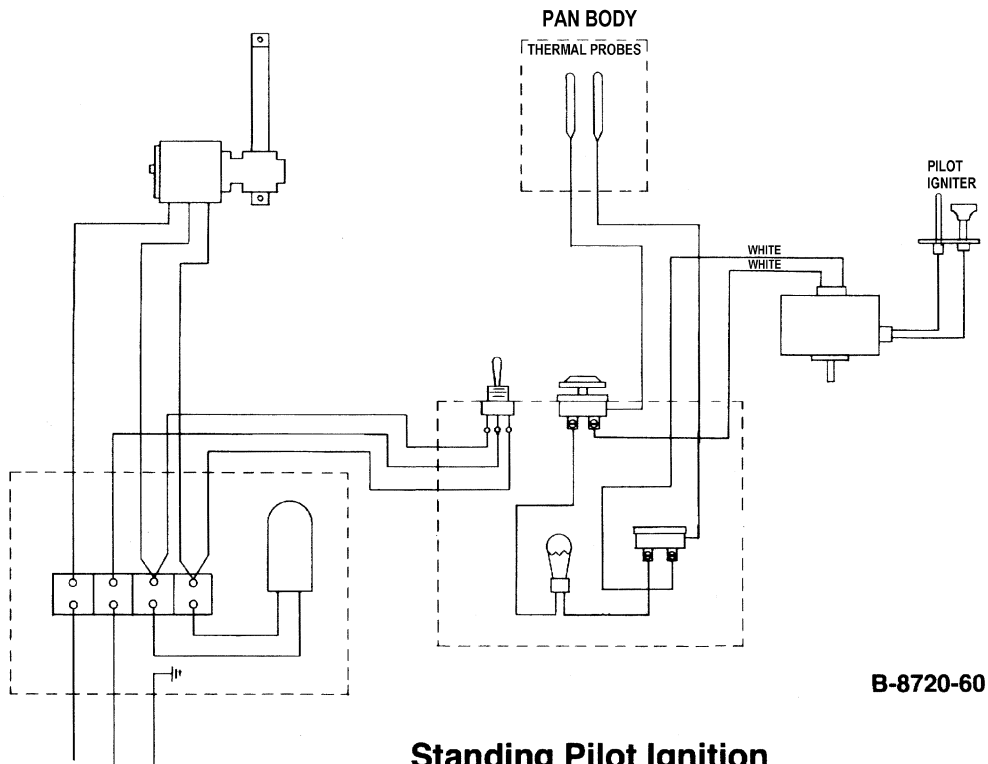 PAN BODY
THERMAL PROBES
PILOT
IGNITER
WHITE
WHITE
B-8720-60
Standing Pilot Ignition